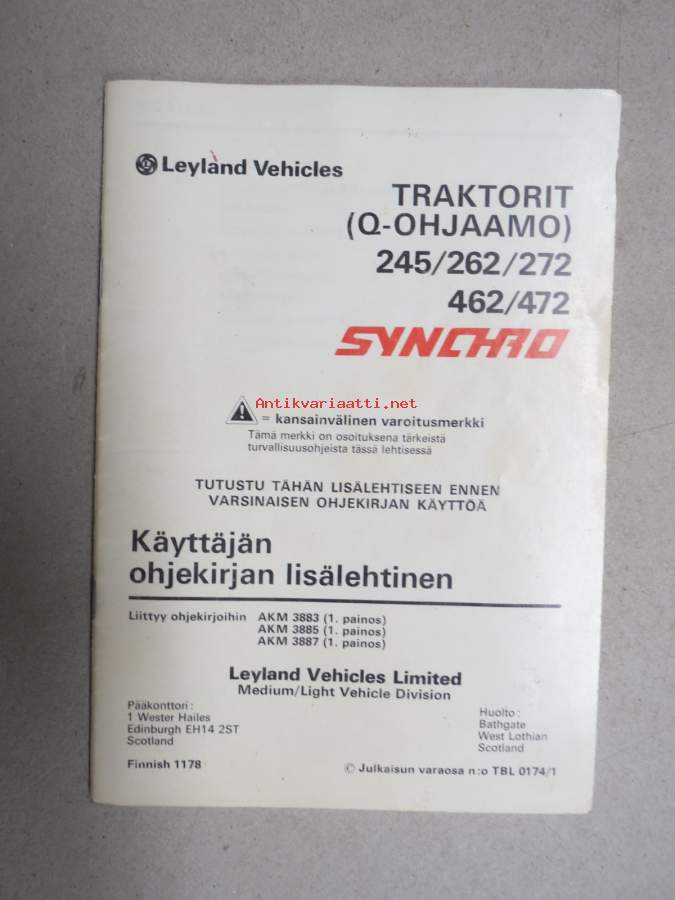 Leyland Vehicles
TRAKTORIT
(Q-OHJAAMO)
245/262/272
462/472
SYNCHRO
Antikvariaatti.net
= kansainvälinen varoitusmerkki
Tämä merkki on osoituksena tärkeistä
turvallisuusohjeista tässä lehtisessä
TUTUSTU TÄHÄN LISÄLEHTISEEN ENNEN
VARSINAISEN OHJEKIRJAN KÄYTTÖÄ
Käyttäjän
ohjekirjan lisälehtinen
Liittyy ohjekirjoihin AKM 3883 (1. painos)
AKM 3885 (1. painos)
AKM 3887 (1. painos)
Leyland Vehicles Limited
Medium/Light Vehicle Division
Pääkonttori:
1 Wester Hailes
Edinburgh EH14 2ST
Scotland
Huolto:
Bathgate
West Lothian
Scotland
Finnish 1178
© Julkaisun varaosa n:o TBL 0174/1